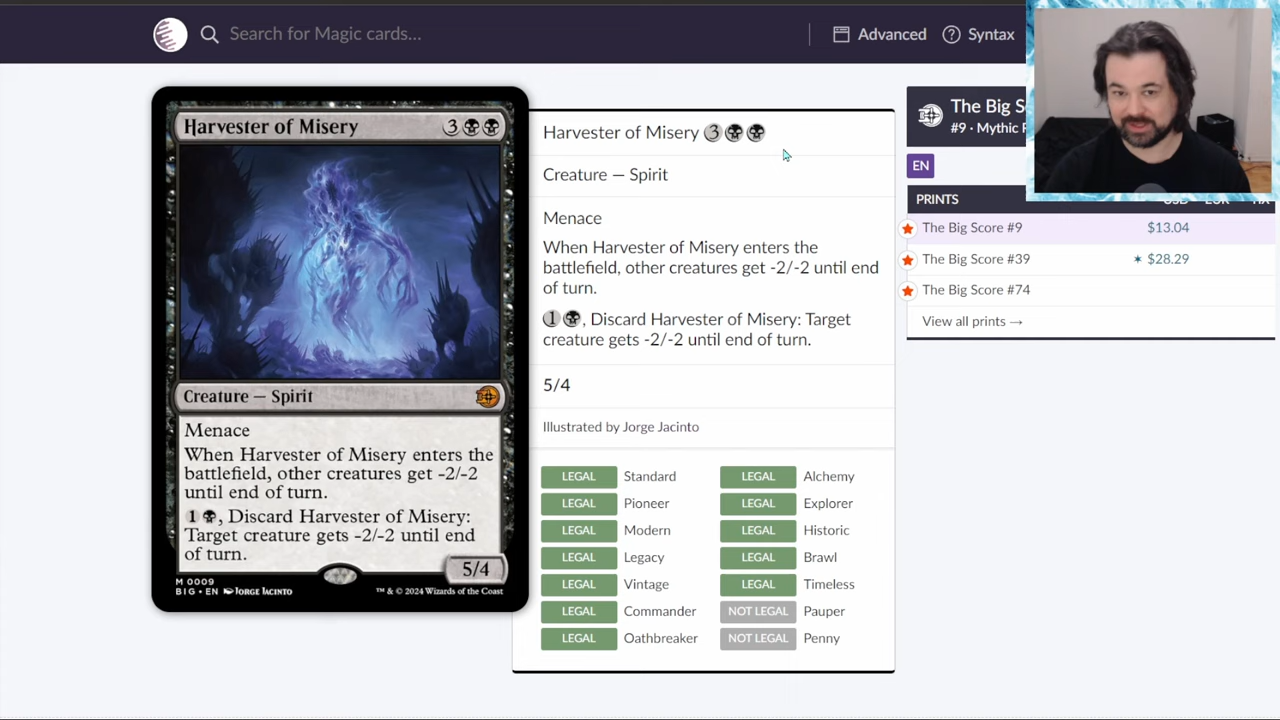 Search for Magic cards...
Advanced
Syntax
Harvester of Misery 3
Creature — Spirit
Menace
When Harvester of Misery enters the
battlefield, other creatures get -2/-2
until end of turn.
1 , Discard Harvester of Misery:
Target creature gets -2/-2 until end
of turn.
5/4
M 0009
BIG • EN Jorge Jacinto
™ & © 2024 Wizards of the Coast
Harvester of Misery 3
Creature — Spirit
Menace
When Harvester of Misery enters the
battlefield, other creatures get -2/-2 until end
of turn.
1 , Discard Harvester of Misery: Target
creature gets -2/-2 until end of turn.
5/4
Illustrated by Jorge Jacinto
LEGAL Standard LEGAL Alchemy
LEGAL Pioneer LEGAL Explorer
LEGAL Modern LEGAL Historic
LEGAL Legacy LEGAL Brawl
LEGAL Vintage LEGAL Timeless
LEGAL Commander NOT LEGAL Pauper
LEGAL Oathbreaker NOT LEGAL Penny
The Big
#9 · Mythic
EN
PRINTS
The Big Score #9 $13.04
The Big Score #39 ✶ $28.29
The Big Score #74
View all prints →